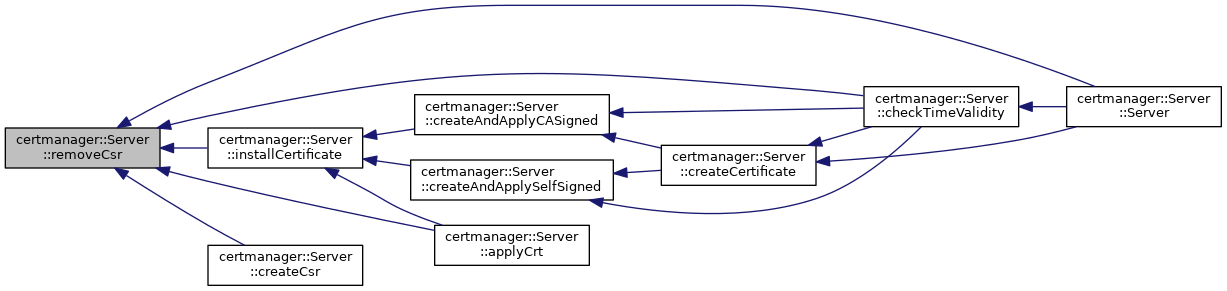 certmanager::Server
::removeCsr
certmanager::Server
::installCertificate
certmanager::Server
::createCsr
certmanager::Server
::createAndApplyCASigned
certmanager::Server
::createAndApplySelfSigned
certmanager::Server
::applyCrt
certmanager::Server
::createCertificate
certmanager::Server
::checkTimeValidity
certmanager::Server
::Server